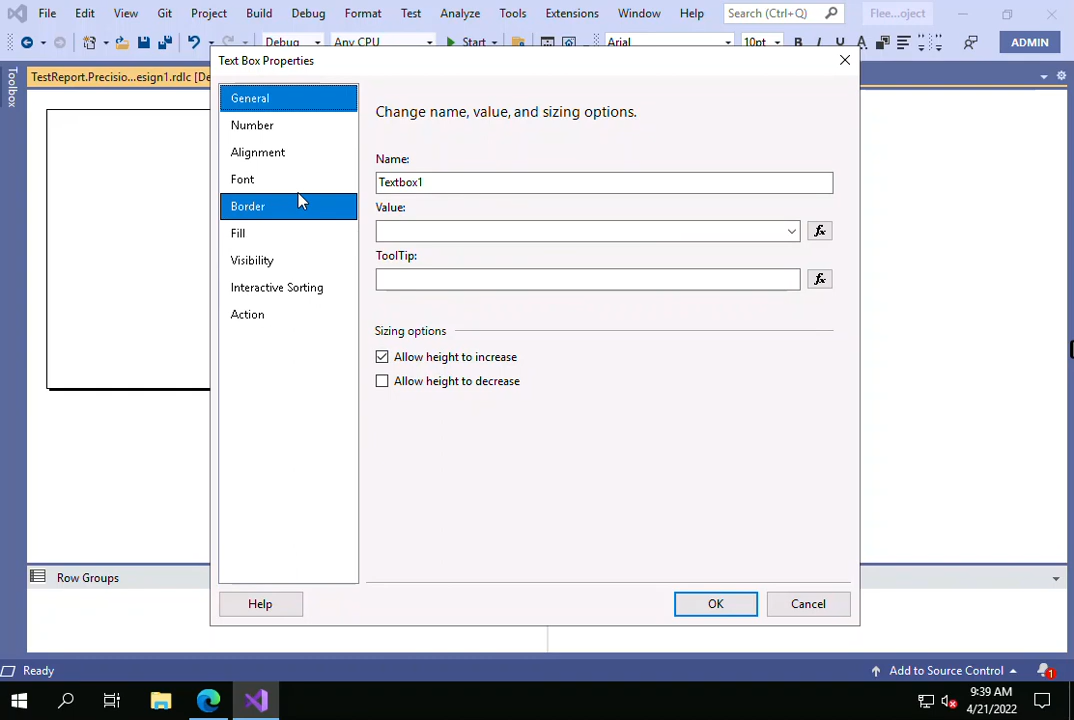 File Edit View Git Project Build Debug Format Test Analyze Tools Extensions Window Help Search (Ctrl+Q) Flee...oject
Debug Any CPU Start Arial 10pt B I U A ADMIN
Toolbox
TestReport.Precisio...esign1.rdlc [De
Text Box Properties
General
Number
Alignment
Font
Border
Fill
Visibility
Interactive Sorting
Action
Change name, value, and sizing options.
Name:
Textbox1
Value:
fx
ToolTip:
fx
Sizing options
Allow height to increase
Allow height to decrease
Help OK Cancel
Row Groups
Ready Add to Source Control 1
9:39 AM
4/21/2022